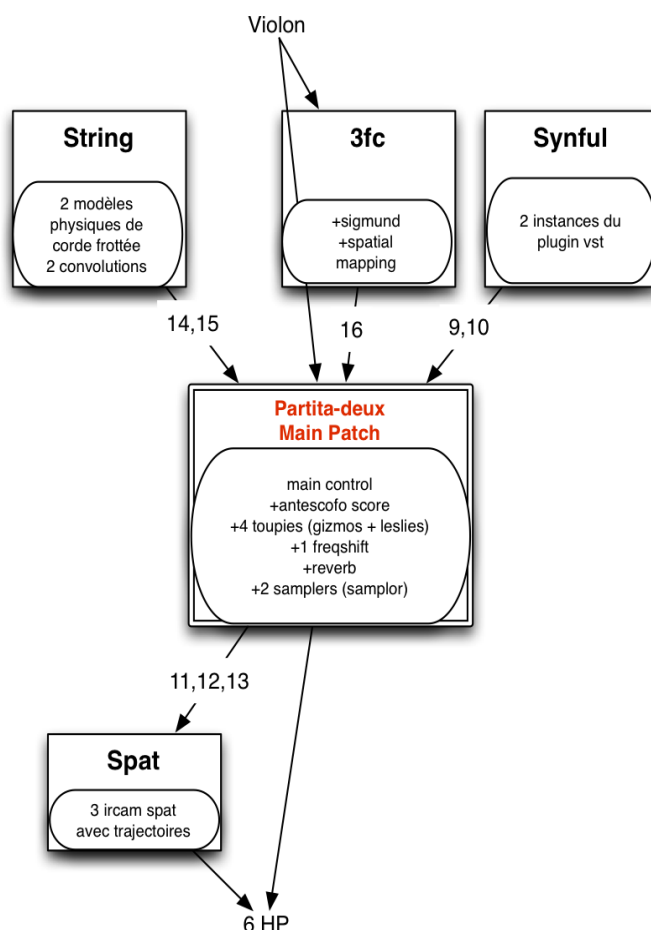 Violon
String
2 modèles
physiques de
corde frottée
2 convolutions
3fc
+sigmund
+spatial
mapping
Synful
2 instances du
plugin vst
14,15
16
9,10
Partita-deux
Main Patch
main control
+antescofo score
+4 toupies (gizmos + leslies)
+1 freqshift
+reverb
+2 samplers (samplor)
11,12,13
Spat
3 ircam spat
avec trajectoires
6 HP